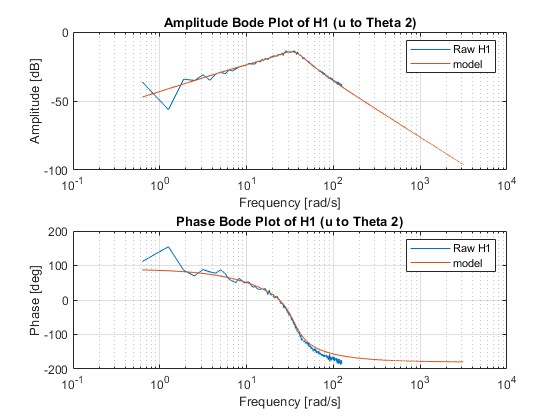 Amplitude Bode Plot of H1 (u to Theta 2)
0
-50
-100
Amplitude [dB]
Raw H1
model
10^-1 10^0 10^1 10^2 10^3 10^4
Frequency [rad/s]
Phase Bode Plot of H1 (u to Theta 2)
200
100
0
-100
-200
Phase [deg]
Raw H1
model
10^-1 10^0 10^1 10^2 10^3 10^4
Frequency [rad/s]